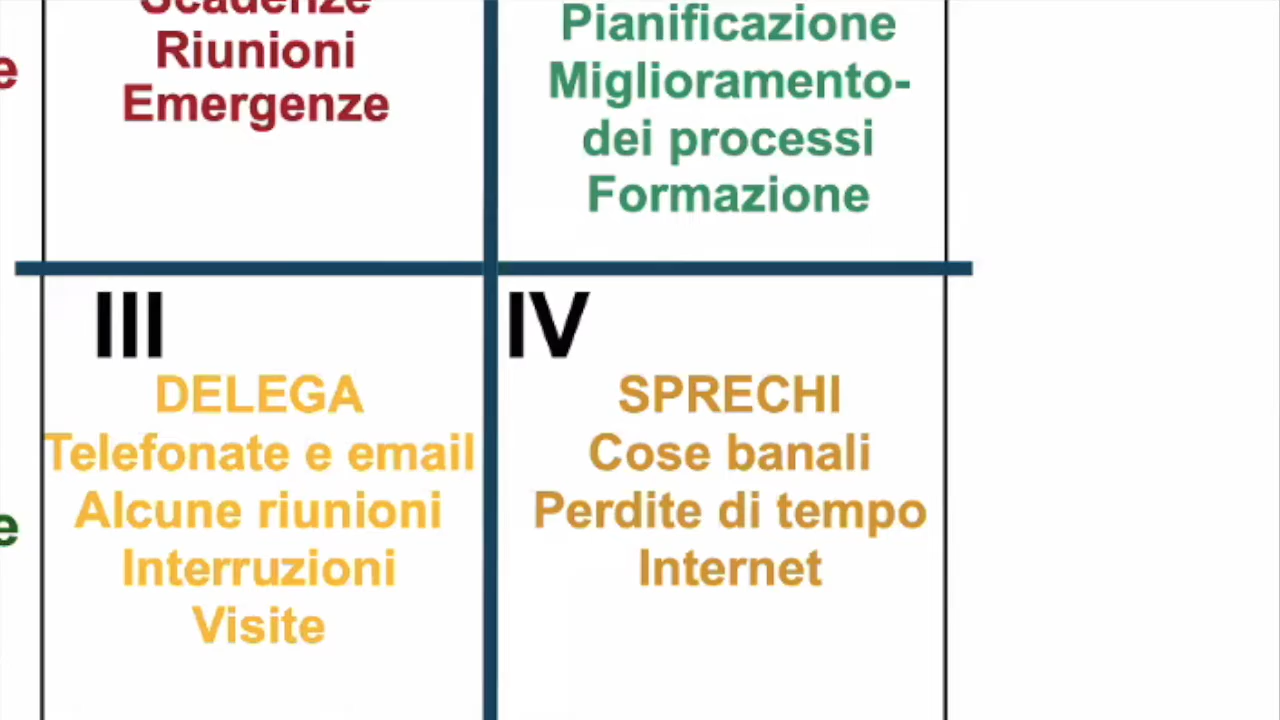 Scadenze
Riunioni
Emergenze
Pianificazione
Miglioramento-
dei processi
Formazione
III
DELEGA
Telefonate e email
Alcune riunioni
Interruzioni
Visite
IV
SPRECHI
Cose banali
Perdite di tempo
Internet